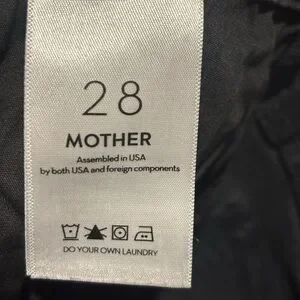 28
MOTHER
Assembled in USA
by both USA and foreign components
DO YOUR OWN LAUNDRY